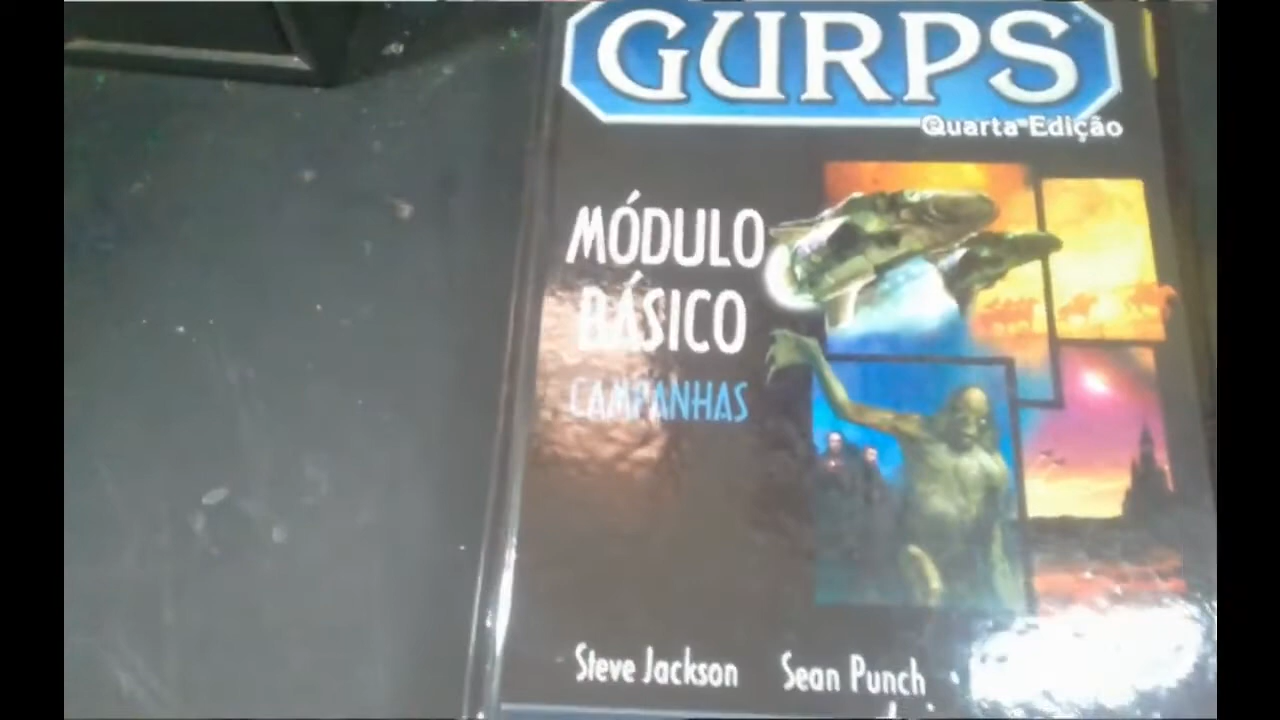 GURPS
Quarta Edição
MÓDULO
BÁSICO
CAMPANHAS
Steve Jackson Sean Punch